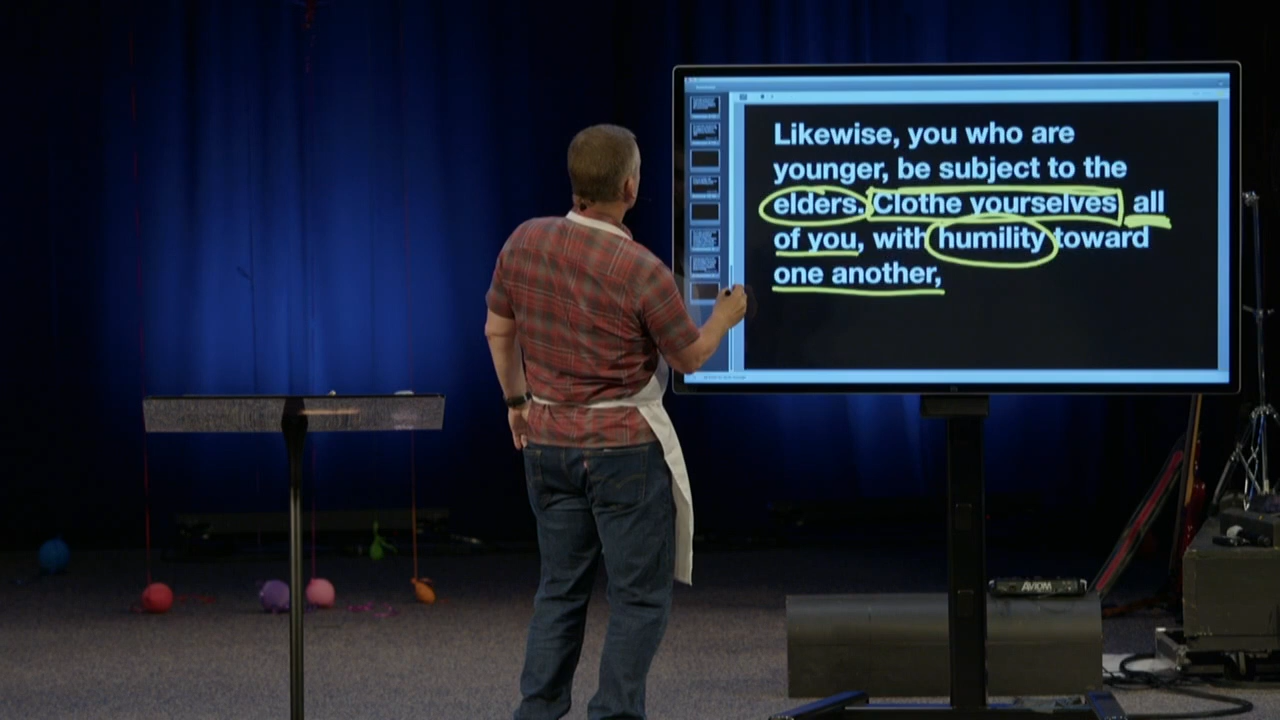 Likewise, you who are
younger, be subject to the
elders. Clothe yourselves, all
of you, with humility toward
one another,
AVIOM